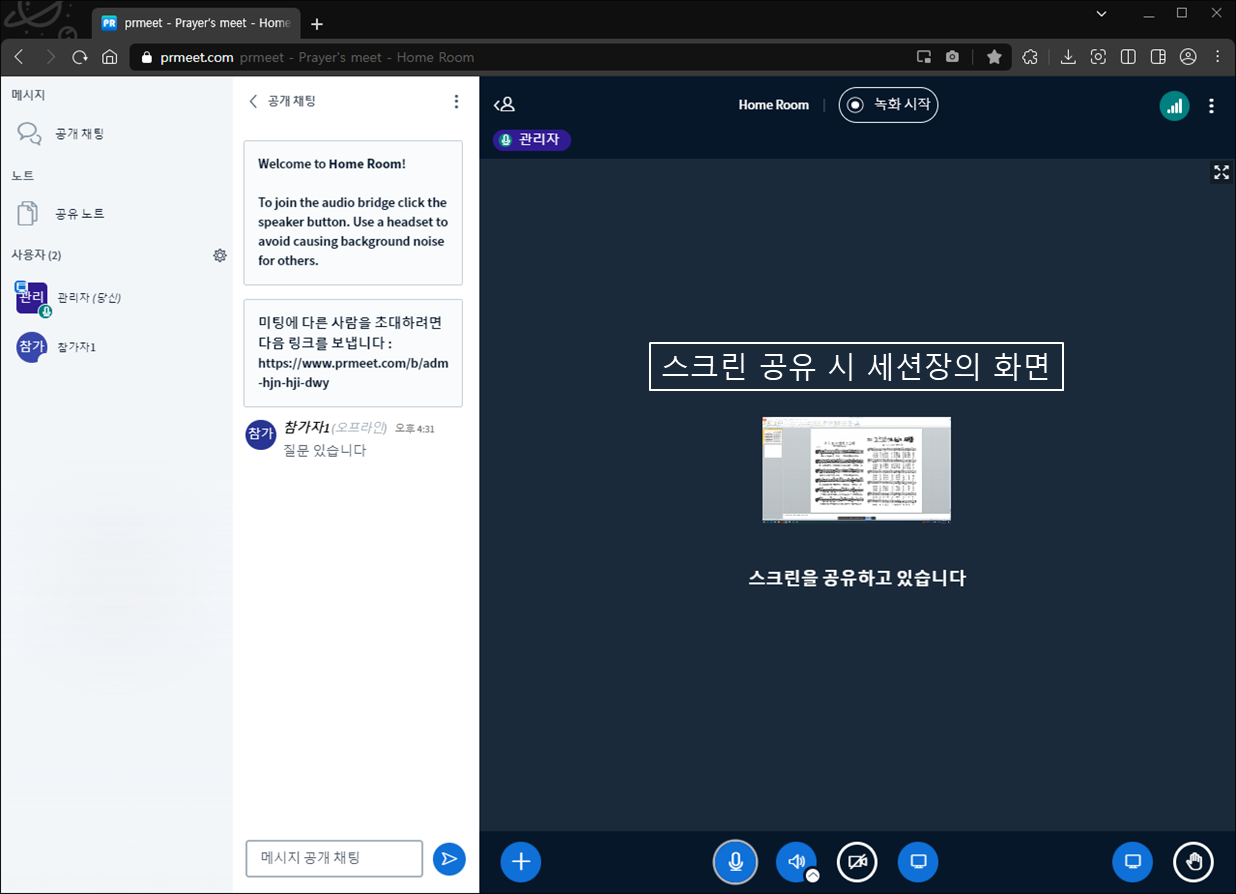 PR prmeet - Prayer's meet - Home
prmeet.com prmeet - Prayer's meet - Home Room
메시지
공개 채팅
노트
공유 노트
사용자 (2)
관리
관리자 (당신)
참가
참가자1
공개 채팅
Welcome to Home Room!
To join the audio bridge click the
speaker button. Use a headset to
avoid causing background noise
for others.
미팅에 다른 사람을 초대하려면
다음 링크를 보냅니다 :
https://www.prmeet.com/b/adm
-hjn-hji-dwy
참가
참가자1 (오프라인) 오후 4:31
질문 있습니다
메시지 공개 채팅
Home Room
녹화 시작
관리자
스크린 공유 시 세션장의 화면
스크린을 공유하고 있습니다